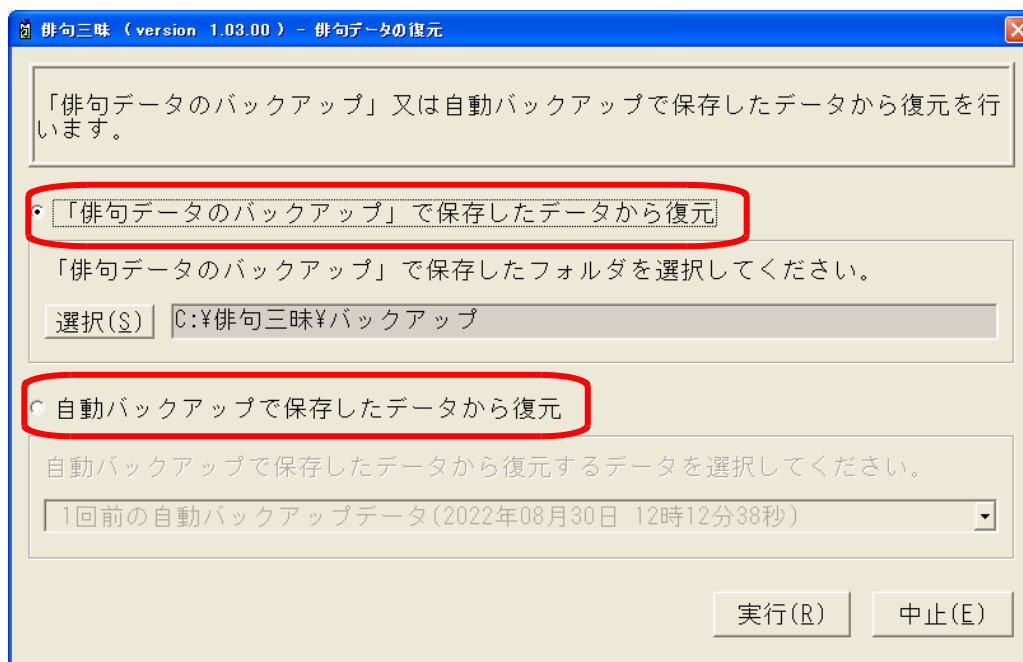 俳句三昧 （ version 1.03.00 ） - 俳句データの復元
「俳句データのバックアップ」又は自動バックアップで保存したデータから復元を行
います。
「俳句データのバックアップ」で保存したデータから復元
「俳句データのバックアップ」で保存したフォルダを選択してください。
選択(S) C:¥俳句三昧¥バックアップ
自動バックアップで保存したデータから復元
自動バックアップで保存したデータから復元するデータを選択してください。
1回前の自動バックアップデータ(2022年08月30日 12時12分38秒)
実行(R) 中止(E)